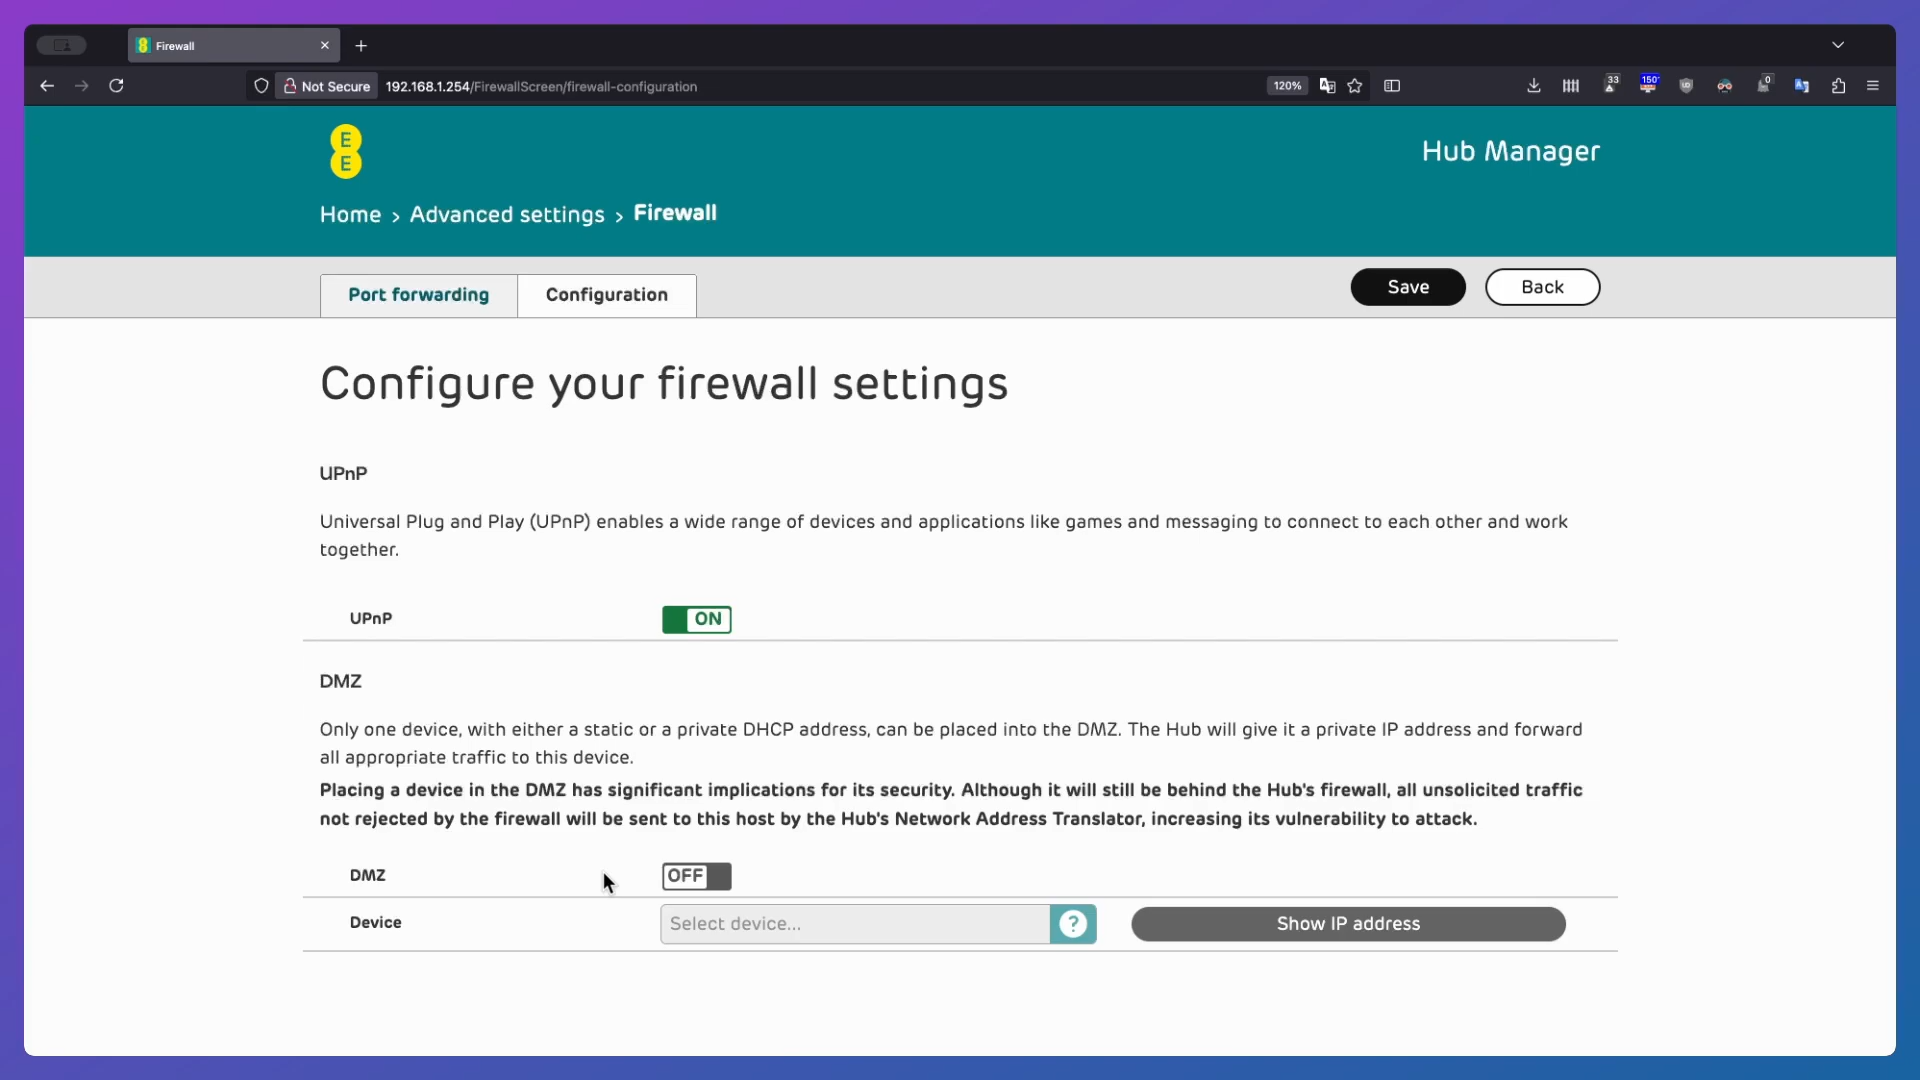 Firewall
Not Secure 192.168.1.254/FirewallScreen/firewall-configuration 120% 33 150 0
E
E
Hub Manager
Home > Advanced settings > Firewall
Port forwarding Configuration Save Back
Configure your firewall settings
UPnP
Universal Plug and Play (UPnP) enables a wide range of devices and applications like games and messaging to connect to each other and work
together.
UPnP ON
DMZ
Only one device, with either a static or a private DHCP address, can be placed into the DMZ. The Hub will give it a private IP address and forward
all appropriate traffic to this device.
Placing a device in the DMZ has significant implications for its security. Although it will still be behind the Hub's firewall, all unsolicited traffic
not rejected by the firewall will be sent to this host by the Hub's Network Address Translator, increasing its vulnerability to attack.
DMZ OFF
Device Select device... ? Show IP address